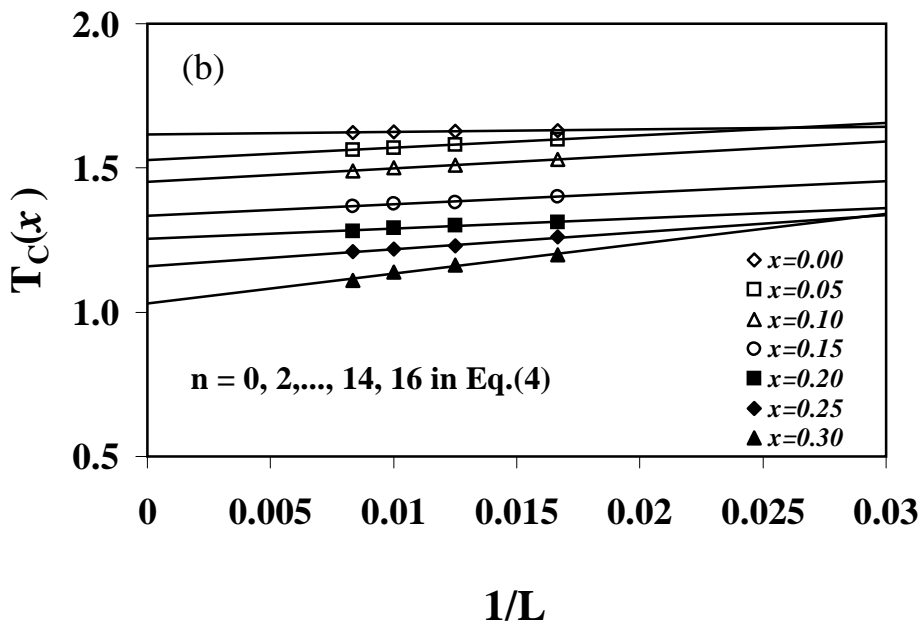 2.0
(b)
1.5
T_C(x)
x=0.00
x=0.05
x=0.10
1.0
x=0.15
n = 0, 2,..., 14, 16 in Eq.(4)
x=0.20
x=0.25
x=0.30
0.5
0 0.005 0.01 0.015 0.02 0.025 0.03
1/L